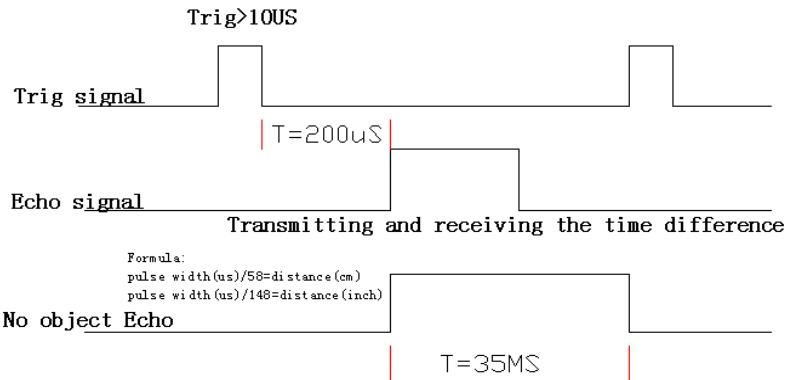 Trig>10US
Trig signal
T=200uS
Echo signal
Transmitting and receiving the time difference
Formula:
pulse width(us)/58=distance(cm)
pulse width(us)/148=distance(inch)
No object Echo
T=35MS